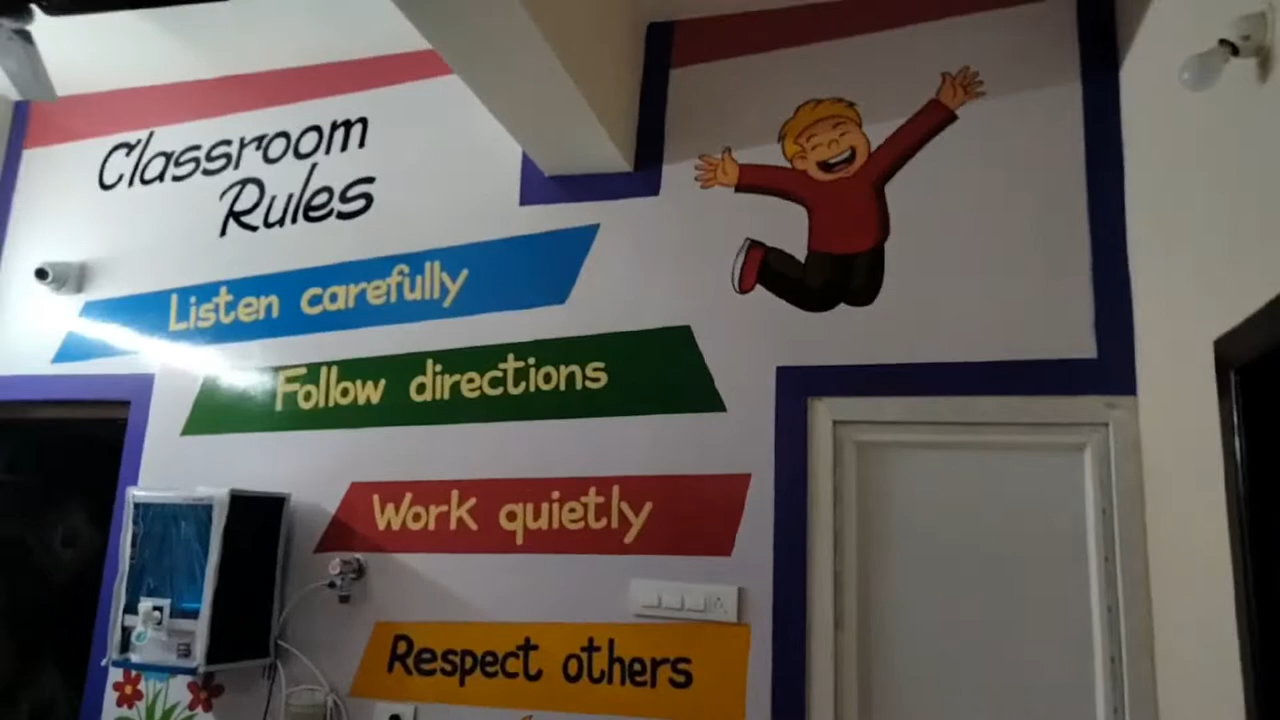 Classroom
Rules
Listen carefully
Follow directions
Work quietly
Respect others